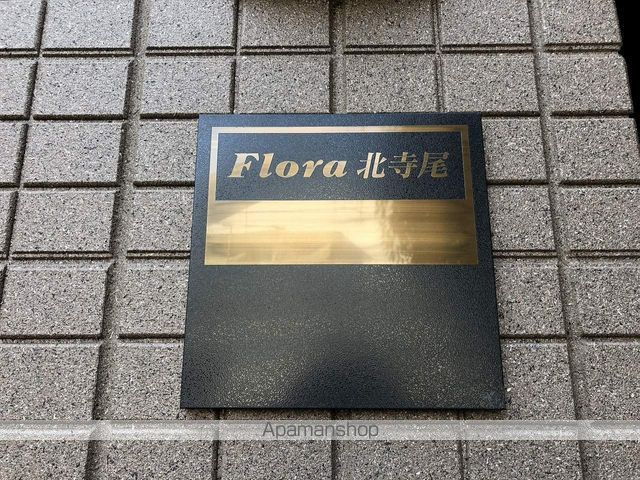 Flora 北寺尾
Apamanshop